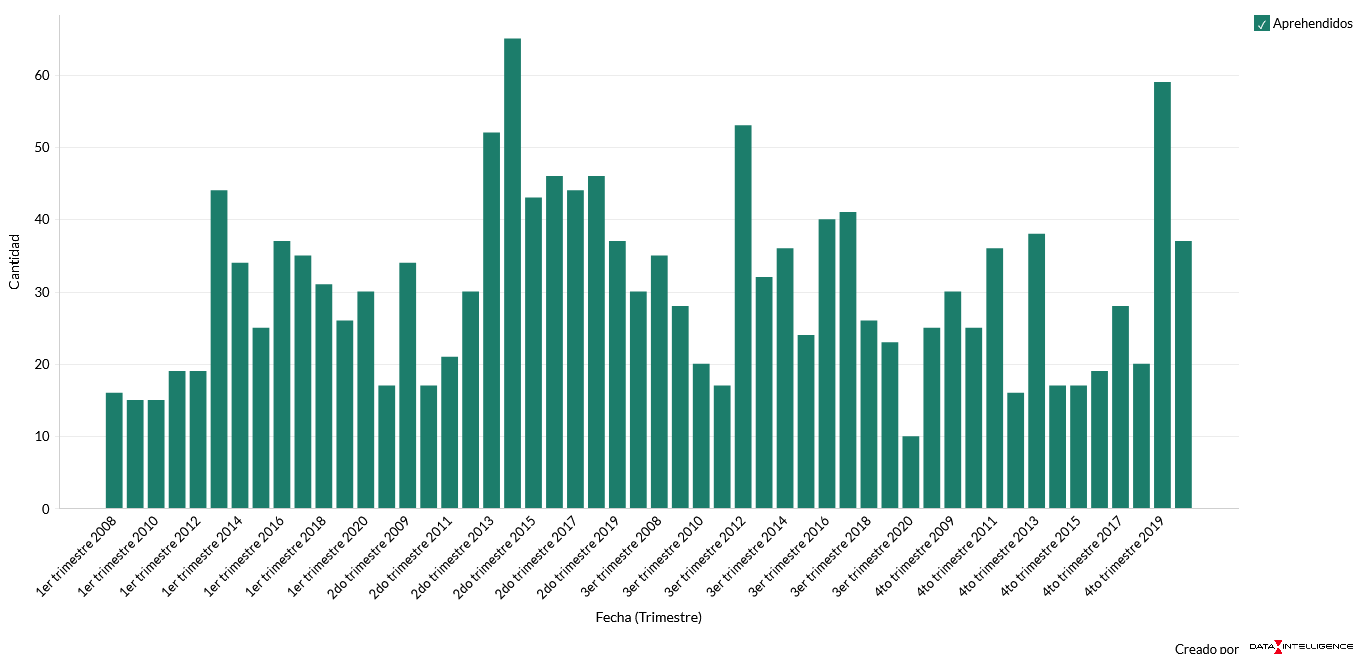 ✓ Aprehendidos
Cantidad
60
50
40
30
20
10
0
1er trimestre 2008
1er trimestre 2010
1er trimestre 2012
1er trimestre 2014
1er trimestre 2016
1er trimestre 2018
1er trimestre 2020
2do trimestre 2009
2do trimestre 2011
2do trimestre 2013
2do trimestre 2015
2do trimestre 2017
2do trimestre 2019
3er trimestre 2008
3er trimestre 2010
3er trimestre 2012
3er trimestre 2014
3er trimestre 2016
3er trimestre 2018
3er trimestre 2020
4to trimestre 2009
4to trimestre 2011
4to trimestre 2013
4to trimestre 2015
4to trimestre 2017
4to trimestre 2019
Fecha (Trimestre)
Creado por DATA INTELLIGENCE